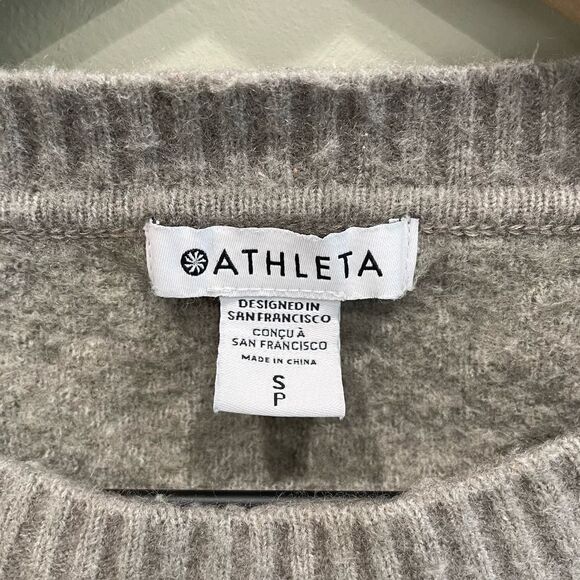 ATHLETA
DESIGNED IN
SAN FRANCISCO
CONÇU À
SAN FRANCISCO
MADE IN CHINA
S
P